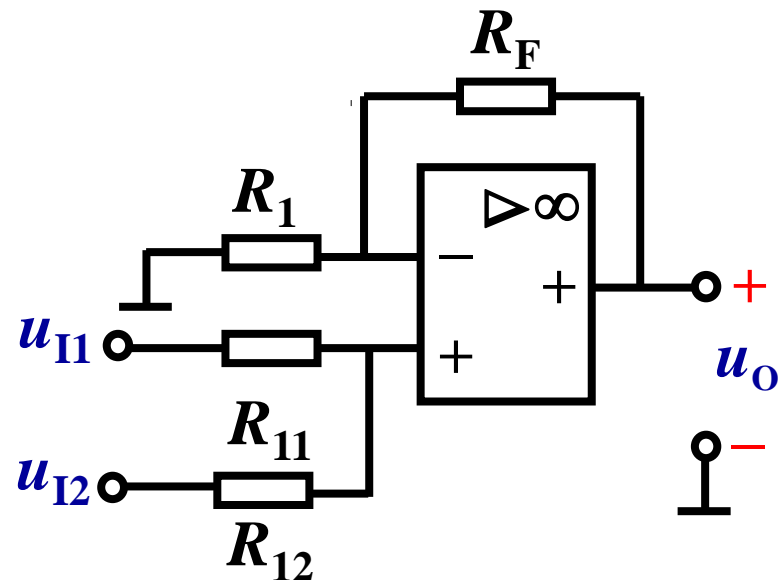 R_F
R_1
▷∞
−
+
+
+
u_I1
u_O
R_11
−
u_I2
R_12